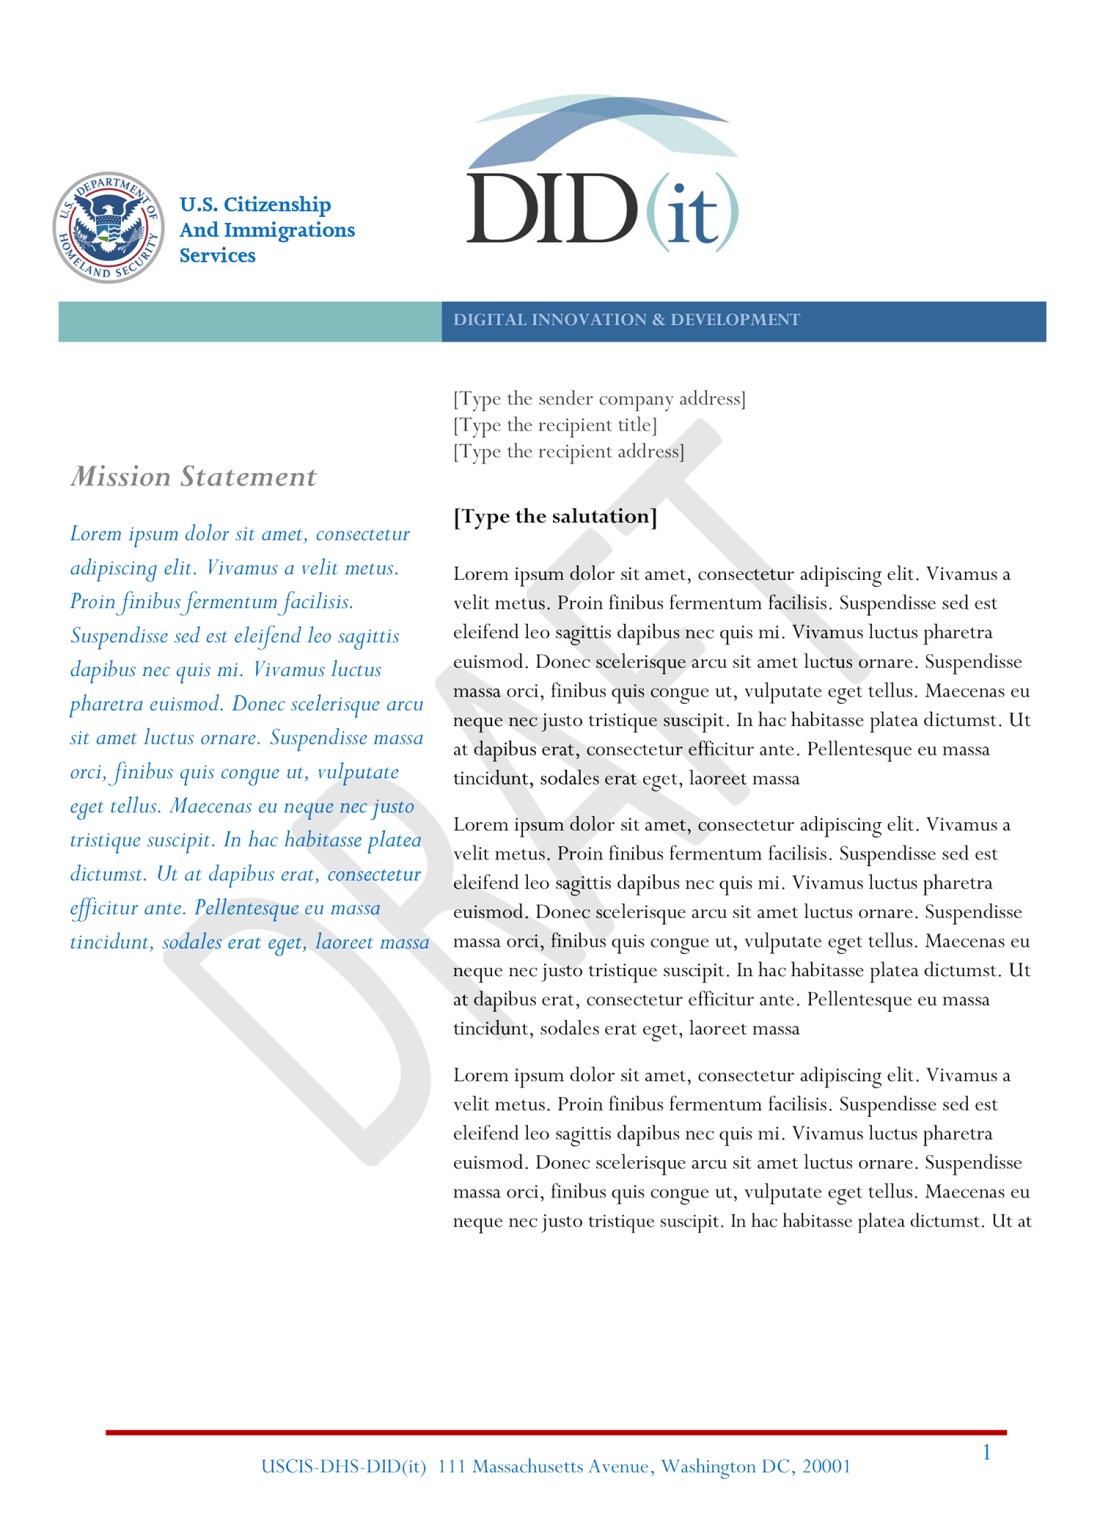 U.S. DEPARTMENT OF
HOMELAND SECURITY
U.S. Citizenship
And Immigrations
Services
DID(it)
DIGITAL INNOVATION & DEVELOPMENT
[Type the sender company address]
[Type the recipient title]
[Type the recipient address]
Mission Statement
Lorem ipsum dolor sit amet, consectetur
adipiscing elit. Vivamus a velit metus.
Proin finibus fermentum facilisis.
Suspendisse sed est eleifend leo sagittis
dapibus nec quis mi. Vivamus luctus
pharetra euismod. Donec scelerisque arcu
sit amet luctus ornare. Suspendisse massa
orci, finibus quis congue ut, vulputate
eget tellus. Maecenas eu neque nec justo
tristique suscipit. In hac habitasse platea
dictumst. Ut at dapibus erat, consectetur
efficitur ante. Pellentesque eu massa
tincidunt, sodales erat eget, laoreet massa
[Type the salutation]
Lorem ipsum dolor sit amet, consectetur adipiscing elit. Vivamus a
velit metus. Proin finibus fermentum facilisis. Suspendisse sed est
eleifend leo sagittis dapibus nec quis mi. Vivamus luctus pharetra
euismod. Donec scelerisque arcu sit amet luctus ornare. Suspendisse
massa orci, finibus quis congue ut, vulputate eget tellus. Maecenas eu
neque nec justo tristique suscipit. In hac habitasse platea dictumst. Ut
at dapibus erat, consectetur efficitur ante. Pellentesque eu massa
tincidunt, sodales erat eget, laoreet massa
Lorem ipsum dolor sit amet, consectetur adipiscing elit. Vivamus a
velit metus. Proin finibus fermentum facilisis. Suspendisse sed est
eleifend leo sagittis dapibus nec quis mi. Vivamus luctus pharetra
euismod. Donec scelerisque arcu sit amet luctus ornare. Suspendisse
massa orci, finibus quis congue ut, vulputate eget tellus. Maecenas eu
neque nec justo tristique suscipit. In hac habitasse platea dictumst. Ut
at dapibus erat, consectetur efficitur ante. Pellentesque eu massa
tincidunt, sodales erat eget, laoreet massa
Lorem ipsum dolor sit amet, consectetur adipiscing elit. Vivamus a
velit metus. Proin finibus fermentum facilisis. Suspendisse sed est
eleifend leo sagittis dapibus nec quis mi. Vivamus luctus pharetra
euismod. Donec scelerisque arcu sit amet luctus ornare. Suspendisse
massa orci, finibus quis congue ut, vulputate eget tellus. Maecenas eu
neque nec justo tristique suscipit. In hac habitasse platea dictumst. Ut at
DRAFT
1
USCIS-DHS-DID(it) 111 Massachusetts Avenue, Washington DC, 20001